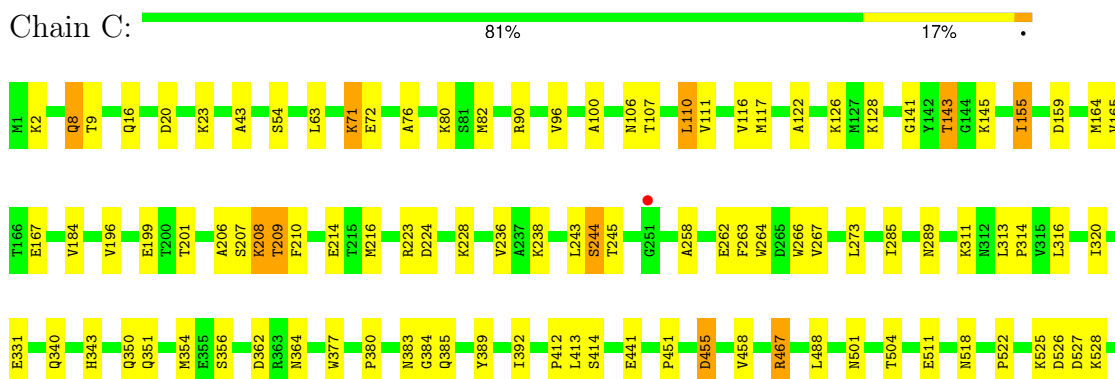 Chain C:
81% 17% •
M1 K2 Q8 T9 Q16 D20 K23 A43 S54 L63 K71 E72 A76 K80 S81 M82 R90 V96 A100 N106 T107 L110 V111 V116 M117 A122 K126 M127 K128 G141 Y142 T143 G144 K145 I155 D159 M164
T166 E167 V184 V196 E199 T200 T201 A206 S207 K208 T209 F210 E214 T215 M216 R223 D224 K228 V236 A237 K238 L243 S244 T245 G251 A258 E262 F263 W264 D265 W266 V267 L273 I285 N289 K311 N312 L313 P314 V315 L316 I320
E331 Q340 H343 Q350 Q351 M354 E355 S356 D362 R363 N364 W377 P380 N383 G384 Q385 Y389 I392 P412 L413 S414 E441 P451 D455 V458 R467 L488 N501 T504 E511 N518 P522 K525 D526 D527 K528